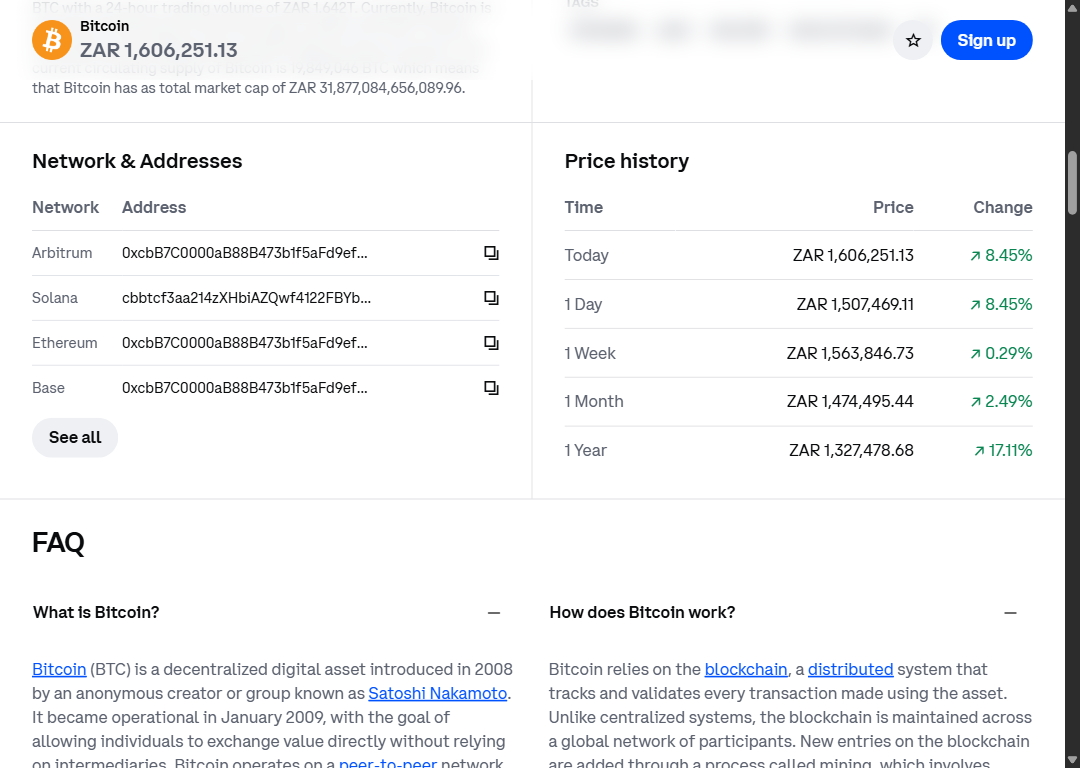 BTC with a 24-hour trading volume of ZAR 1.642T. Currently, Bitcoin is
TAGS
Bitcoin
ZAR 1,606,251.13
Sign up
current circulating supply of Bitcoin is 19,849,046 BTC which means
that Bitcoin has as total market cap of ZAR 31,877,084,656,089.96.
Network & Addresses
Network Address
Arbitrum 0xcbB7C0000aB88B473b1f5aFd9ef...
Solana cbbtcf3aa214zXHbiAZQwf4122FBYb...
Ethereum 0xcbB7C0000aB88B473b1f5aFd9ef...
Base 0xcbB7C0000aB88B473b1f5aFd9ef...
See all
Price history
Time Price Change
Today ZAR 1,606,251.13 ↗ 8.45%
1 Day ZAR 1,507,469.11 ↗ 8.45%
1 Week ZAR 1,563,846.73 ↗ 0.29%
1 Month ZAR 1,474,495.44 ↗ 2.49%
1 Year ZAR 1,327,478.68 ↗ 17.11%
FAQ
What is Bitcoin?
Bitcoin (BTC) is a decentralized digital asset introduced in 2008
by an anonymous creator or group known as Satoshi Nakamoto.
It became operational in January 2009, with the goal of
allowing individuals to exchange value directly without relying
on intermediaries. Bitcoin operates on a peer-to-peer network,
How does Bitcoin work?
Bitcoin relies on the blockchain, a distributed system that
tracks and validates every transaction made using the asset.
Unlike centralized systems, the blockchain is maintained across
a global network of participants. New entries on the blockchain
are added through a process called mining, which involves